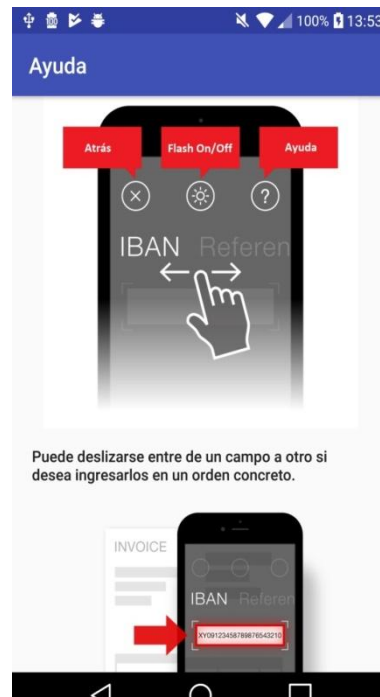 100% 13:53
Ayuda
Atrás Flash On/Off Ayuda
?
IBAN Referen
Puede deslizarse entre de un campo a otro si
desea ingresarlos en un orden concreto.
INVOICE
IBAN Referen
XY09123458789876543210